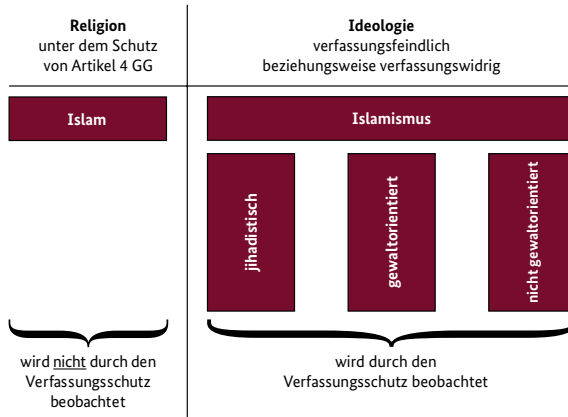 Religion
unter dem Schutz
von Artikel 4 GG
Ideologie
verfassungsfeindlich
beziehungsweise verfassungswidrig
Islam
Islamismus
jihadistisch
gewaltorientiert
nicht gewaltorientiert
wird nicht durch den
Verfassungsschutz
beobachtet
wird durch den
Verfassungsschutz beobachtet